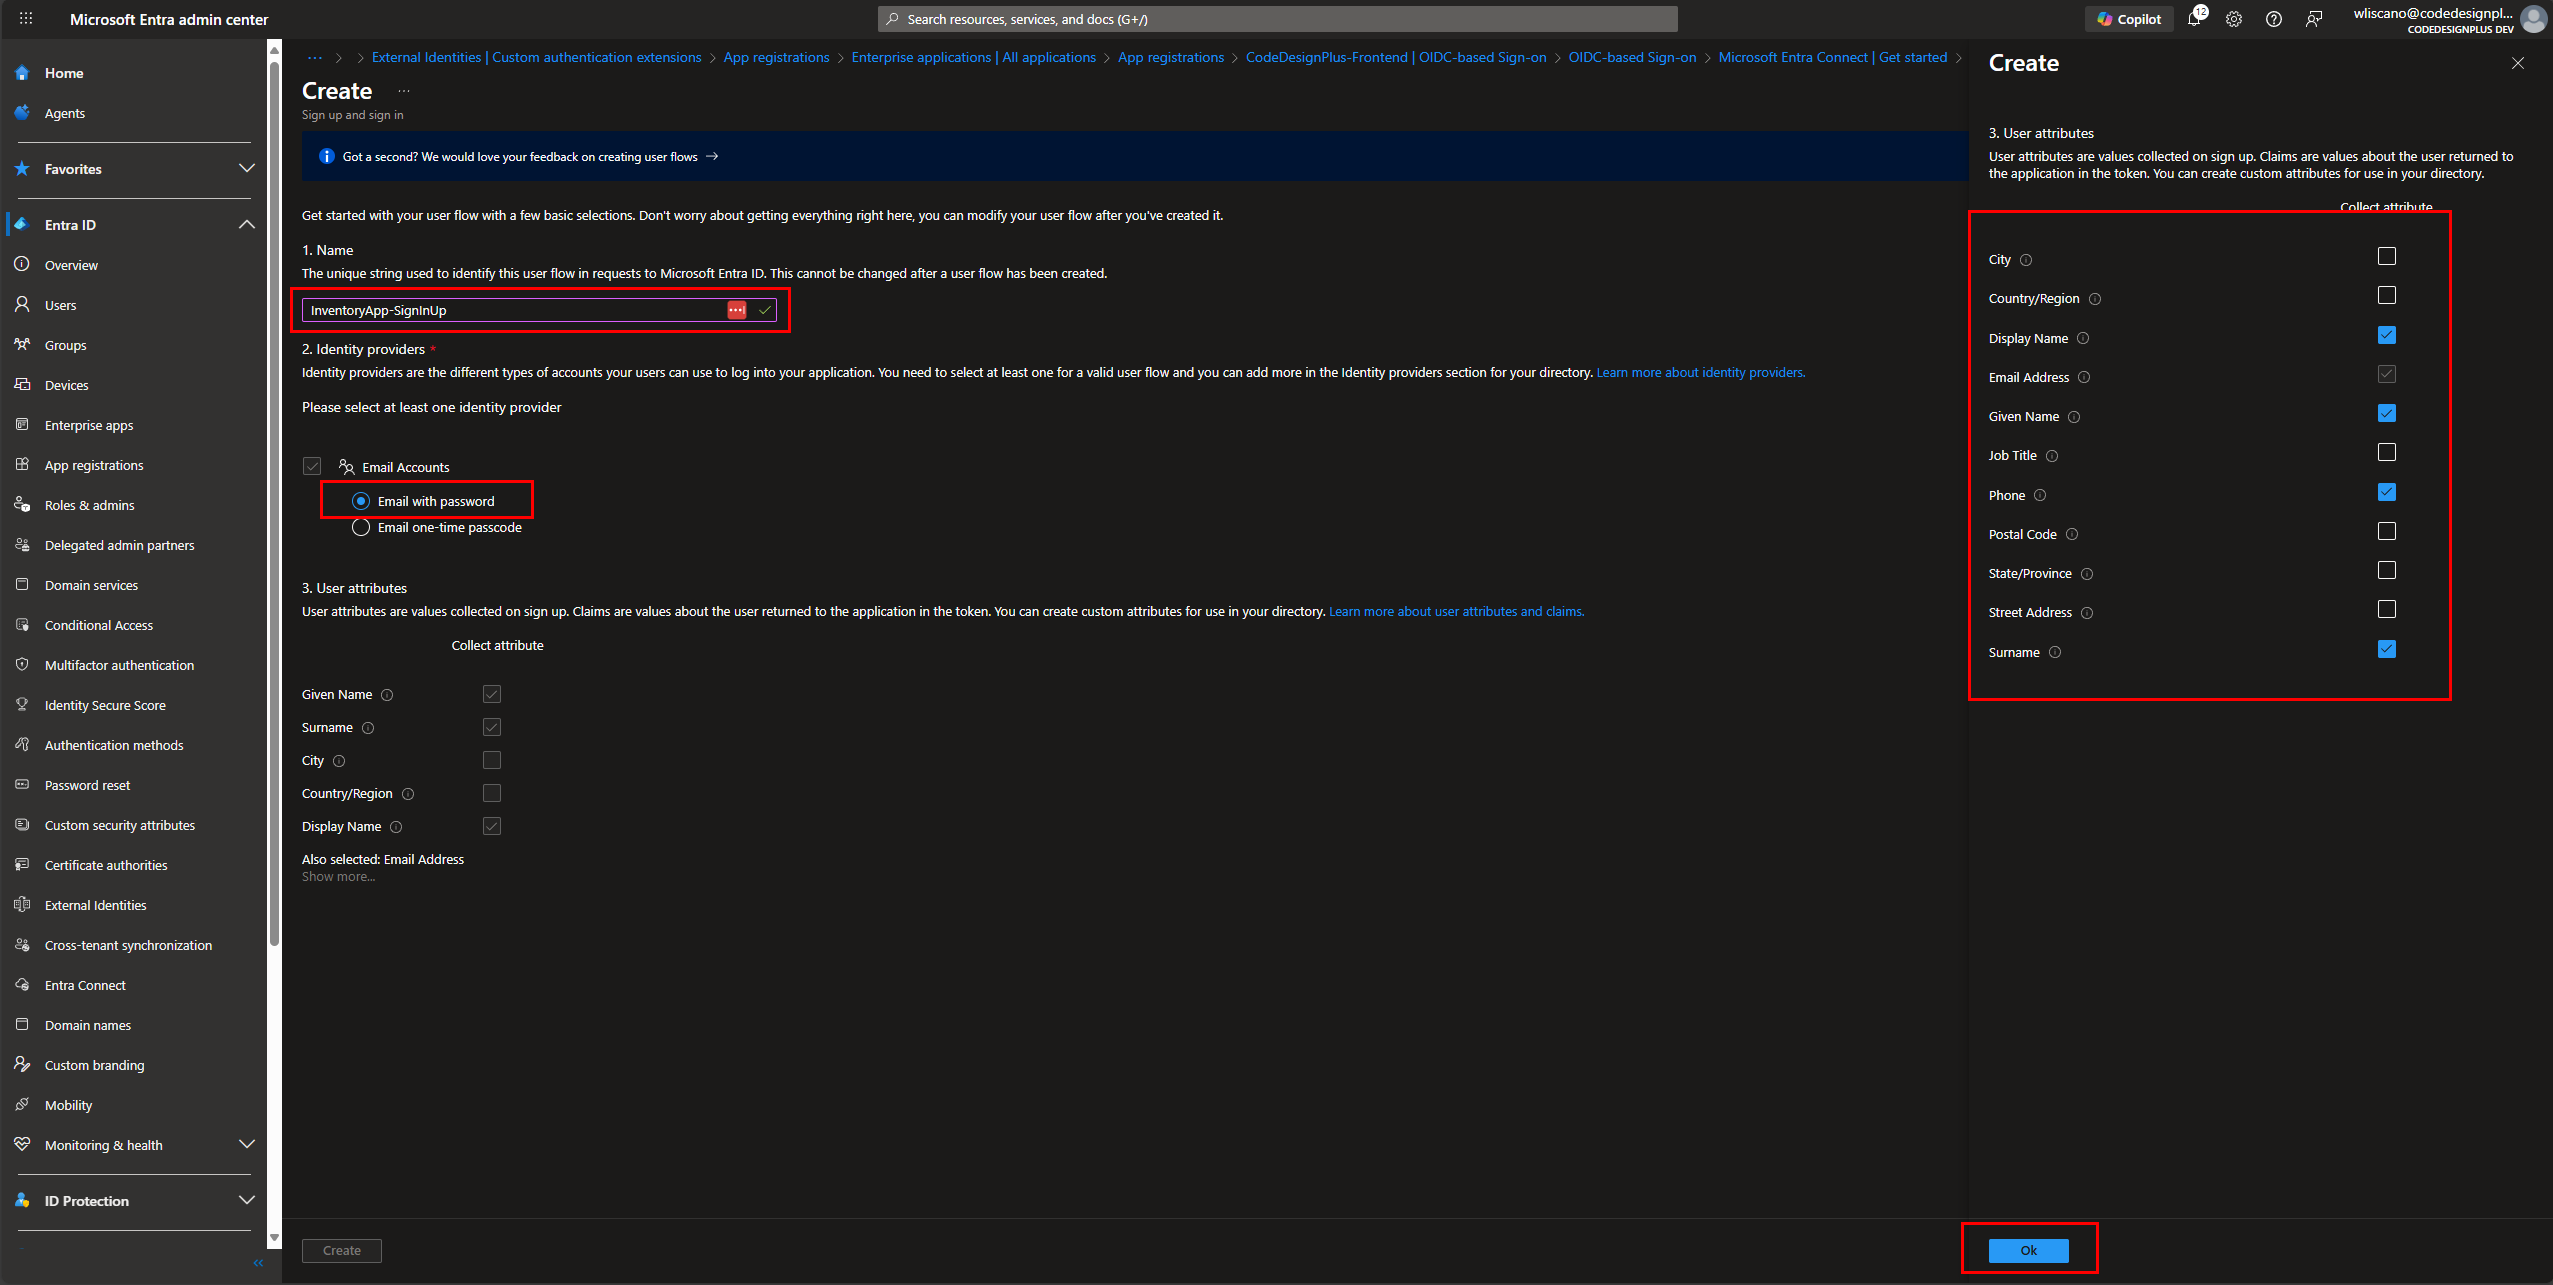 Microsoft Entra admin center
Search resources, services, and docs (G+/)
Copilot
12
wliscano@codedesignpl...
CODEDESIGNPLUS DEV
Home
Agents
Favorites
Entra ID
Overview
Users
Groups
Devices
Enterprise apps
App registrations
Roles & admins
Delegated admin partners
Domain services
Conditional Access
Multifactor authentication
Identity Secure Score
Authentication methods
Password reset
Custom security attributes
Certificate authorities
External Identities
Cross-tenant synchronization
Entra Connect
Domain names
Custom branding
Mobility
Monitoring & health
ID Protection
... > > External Identities | Custom authentication extensions > App registrations > Enterprise applications | All applications > App registrations > CodeDesignPlus-Frontend | OIDC-based Sign-on > OIDC-based Sign-on > Microsoft Entra Connect | Get started >
Create ...
Sign up and sign in
Got a second? We would love your feedback on creating user flows →
Get started with your user flow with a few basic selections. Don't worry about getting everything right here, you can modify your user flow after you've created it.
1. Name
The unique string used to identify this user flow in requests to Microsoft Entra ID. This cannot be changed after a user flow has been created.
InventoryApp-SignInUp
2. Identity providers *
Identity providers are the different types of accounts your users can use to log into your application. You need to select at least one for a valid user flow and you can add more in the Identity providers section for your directory. Learn more about identity providers.
Please select at least one identity provider
Email Accounts
Email with password
Email one-time passcode
3. User attributes
User attributes are values collected on sign up. Claims are values about the user returned to the application in the token. You can create custom attributes for use in your directory. Learn more about user attributes and claims.
Collect attribute
Given Name
Surname
City
Country/Region
Display Name
Also selected: Email Address
Show more...
Create
Create
3. User attributes
User attributes are values collected on sign up. Claims are values about the user returned to
the application in the token. You can create custom attributes for use in your directory.
Collect attribute
City
Country/Region
Display Name
Email Address
Given Name
Job Title
Phone
Postal Code
State/Province
Street Address
Surname
Ok